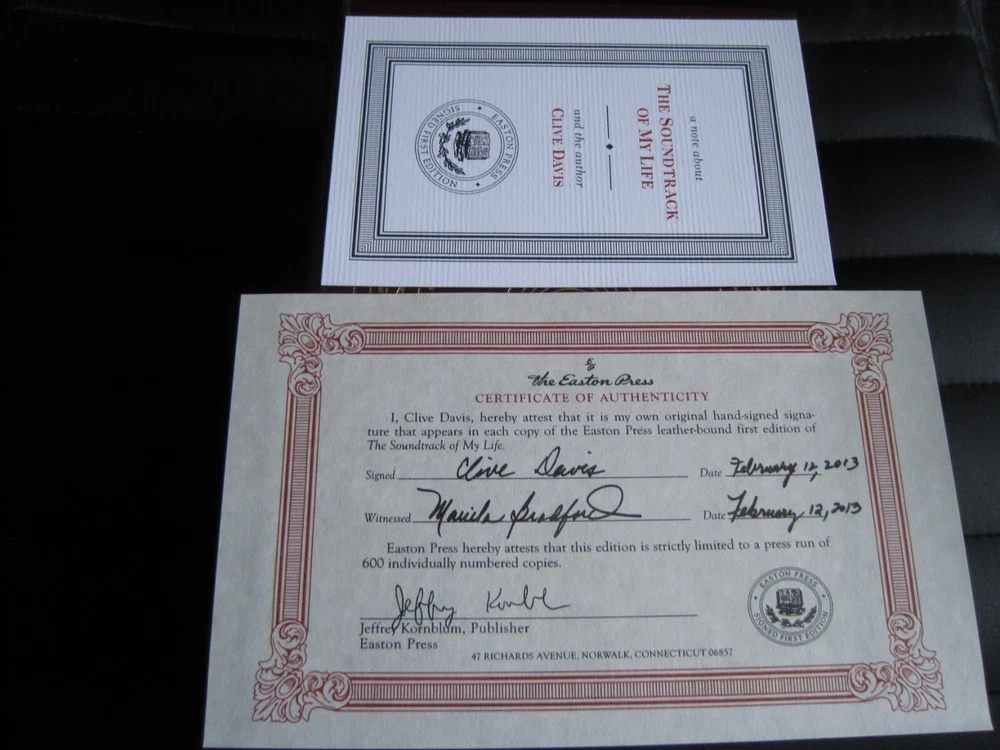 a note about
THE SOUNDTRACK
OF MY LIFE
and the author
CLIVE DAVIS
EASTON PRESS
SIGNED FIRST EDITION
The Easton Press
CERTIFICATE OF AUTHENTICITY
I, Clive Davis, hereby attest that it is my own original hand-signed signa-
ture that appears in each copy of the Easton Press leather-bound first edition of
The Soundtrack of My Life.
Signed Clive Davis Date February 12, 2013
Witnessed Bradford Date February 12, 2013
Easton Press hereby attests that this edition is strictly limited to a press run of
600 individually numbered copies.
Jeffrey Kornblum, Publisher
Easton Press
EASTON PRESS
SIGNED FIRST EDITION
47 RICHARDS AVENUE, NORWALK, CONNECTICUT 06857